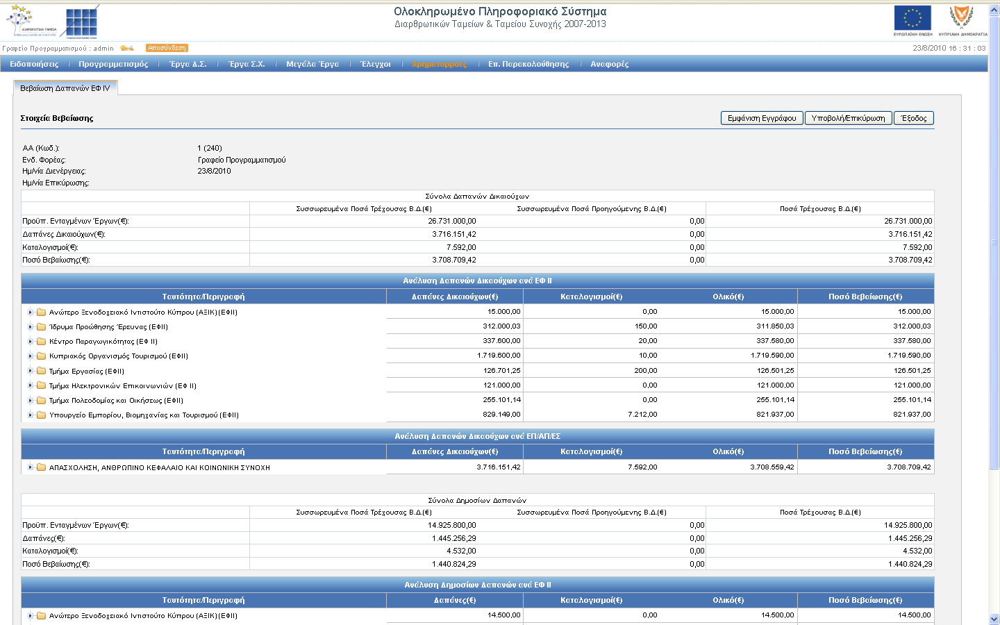 Ολοκληρωμένο Πληροφοριακό Σύστημα
Διαρθρωτικών Ταμείων & Ταμείου Συνοχής 2007-2013
ΔΙΑΡΘΡΩΤΙΚΑ ΤΑΜΕΙΑ
ΕΥΡΩΠΑΪΚΗ ΕΝΩΣΗ ΚΥΠΡΙΑΚΗ ΔΗΜΟΚΡΑΤΙΑ
Γραφείο Προγραμματισμού : admin Αποσύνδεση 23/8/2010 16 : 31 : 03
Ειδοποιήσεις Προγραμματισμός Έργα Δ.Σ. Έργα Σ.Χ. Μεγάλα Έργα Έλεγχοι Χρηματορροές Επ. Παρακολούθησης Αναφορές
Βεβαίωση Δαπανών ΕΦ IV
Στοιχεία Βεβαίωσης Εμφάνιση Εγγράφου Υποβολή/Επικύρωση Έξοδος
ΑΑ (Κωδ.): 1 (240)
Ενδ. Φορέας: Γραφείο Προγραμματισμού
Ημ/νία Διενέργειας: 23/8/2010
Ημ/νία Επικύρωσης:
Σύνολα Δαπανών Δικαιούχων
Συσσωρευμένα Ποσά Τρέχουσας Β.Δ.(€) Συσσωρευμένα Ποσά Προηγούμενης Β.Δ.(€) Ποσά Τρέχουσας Β.Δ.(€)
Προϋπ. Ενταγμένων Έργων(€): 26.731.000,00 0,00 26.731.000,00
Δαπάνες Δικαιούχων(€): 3.716.151,42 0,00 3.716.151,42
Καταλογισμοί(€): 7.592,00 0,00 7.592,00
Ποσό Βεβαίωσης(€): 3.708.709,42 0,00 3.708.709,42
Ανάλυση Δαπανών Δικαούχων ανά ΕΦ ΙΙ
Ταυτότητα/Περιγραφή Δαπάνες Δικαιούχων(€) Καταλογισμοί(€) Ολικό(€) Ποσό Βεβαίωσης(€)
Ανώτερο Ξενοδοχειακό Ιντιστούτο Κύπρου (ΑΞΙΚ) (ΕΦΙΙ) 15.000,00 0,00 15.000,00 15.000,00
Ίδρυμα Προώθησης Έρευνας (ΕΦΙΙ) 312.000,03 150,00 311.850,03 312.000,03
Κέντρο Παραγωγικότητας (ΕΦ ΙΙ) 337.600,00 20,00 337.580,00 337.580,00
Κυπριακός Οργανισμός Τουρισμού (ΕΦΙΙ) 1.719.600,00 10,00 1.719.590,00 1.719.590,00
Τμήμα Εργασίας (ΕΦΙΙ) 126.701,25 200,00 126.501,25 126.501,25
Τμήμα Ηλεκτρονικών Επικοινωνιών (ΕΦ ΙΙ) 121.000,00 0,00 121.000,00 121.000,00
Τμήμα Πολεοδομίας και Οικήσεως (ΕΦΙΙ) 255.101,14 0,00 255.101,14 255.101,14
Υπουργείο Εμπορίου, Βιομηχανίας και Τουρισμού (ΕΦΙΙ) 829.149,00 7.212,00 821.937,00 821.937,00
Ανάλυση Δαπανών Δικαούχων ανά ΕΠ/ΑΠ/ΕΣ
Ταυτότητα/Περιγραφή Δαπάνες Δικαιούχων(€) Καταλογισμοί(€) Ολικό(€) Ποσό Βεβαίωσης(€)
ΑΠΑΣΧΟΛΗΣΗ, ΑΝΘΡΩΠΙΝΟ ΚΕΦΑΛΑΙΟ ΚΑΙ ΚΟΙΝΩΝΙΚΗ ΣΥΝΟΧΗ 3.716.151,42 7.592,00 3.708.559,42 3.708.709,42
Σύνολα Δημοσίων Δαπανών
Συσσωρευμένα Ποσά Τρέχουσας Β.Δ.(€) Συσσωρευμένα Ποσά Προηγούμενης Β.Δ.(€) Ποσά Τρέχουσας Β.Δ.(€)
Προϋπ. Ενταγμένων Έργων(€): 14.925.800,00 0,00 14.925.800,00
Δαπάνες(€): 1.445.256,29 0,00 1.445.256,29
Καταλογισμοί(€): 4.532,00 0,00 4.532,00
Ποσό Βεβαίωσης(€): 1.440.824,29 0,00 1.440.824,29
Ανάλυση Δημοσίων Δαπανών ανά ΕΦ ΙΙ
Ταυτότητα/Περιγραφή Δαπάνες(€) Καταλογισμοί(€) Ολικό(€) Ποσό Βεβαίωσης(€)
Ανώτερο Ξενοδοχειακό Ιντιστούτο Κύπρου (ΑΞΙΚ) (ΕΦΙΙ) 14.500,00 0,00 14.500,00 14.500,00